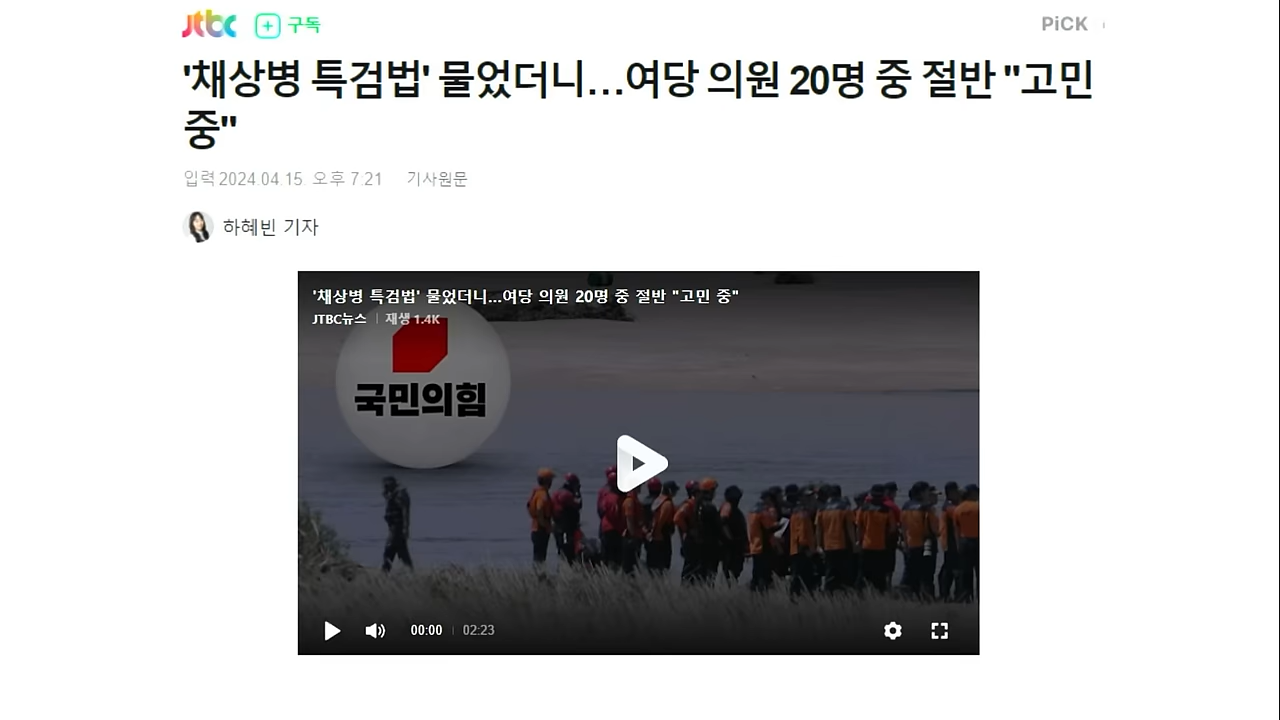 jtbc 구독 PiCK
'채상병 특검법' 물었더니…여당 의원 20명 중 절반 "고민
중"
입력 2024.04.15. 오후 7:21 기사원문
하혜빈 기자
'채상병 특검법' 물었더니...여당 의원 20명 중 절반 "고민 중"
JTBC뉴스 재생 1.4K
국민의힘
00:00 02:23